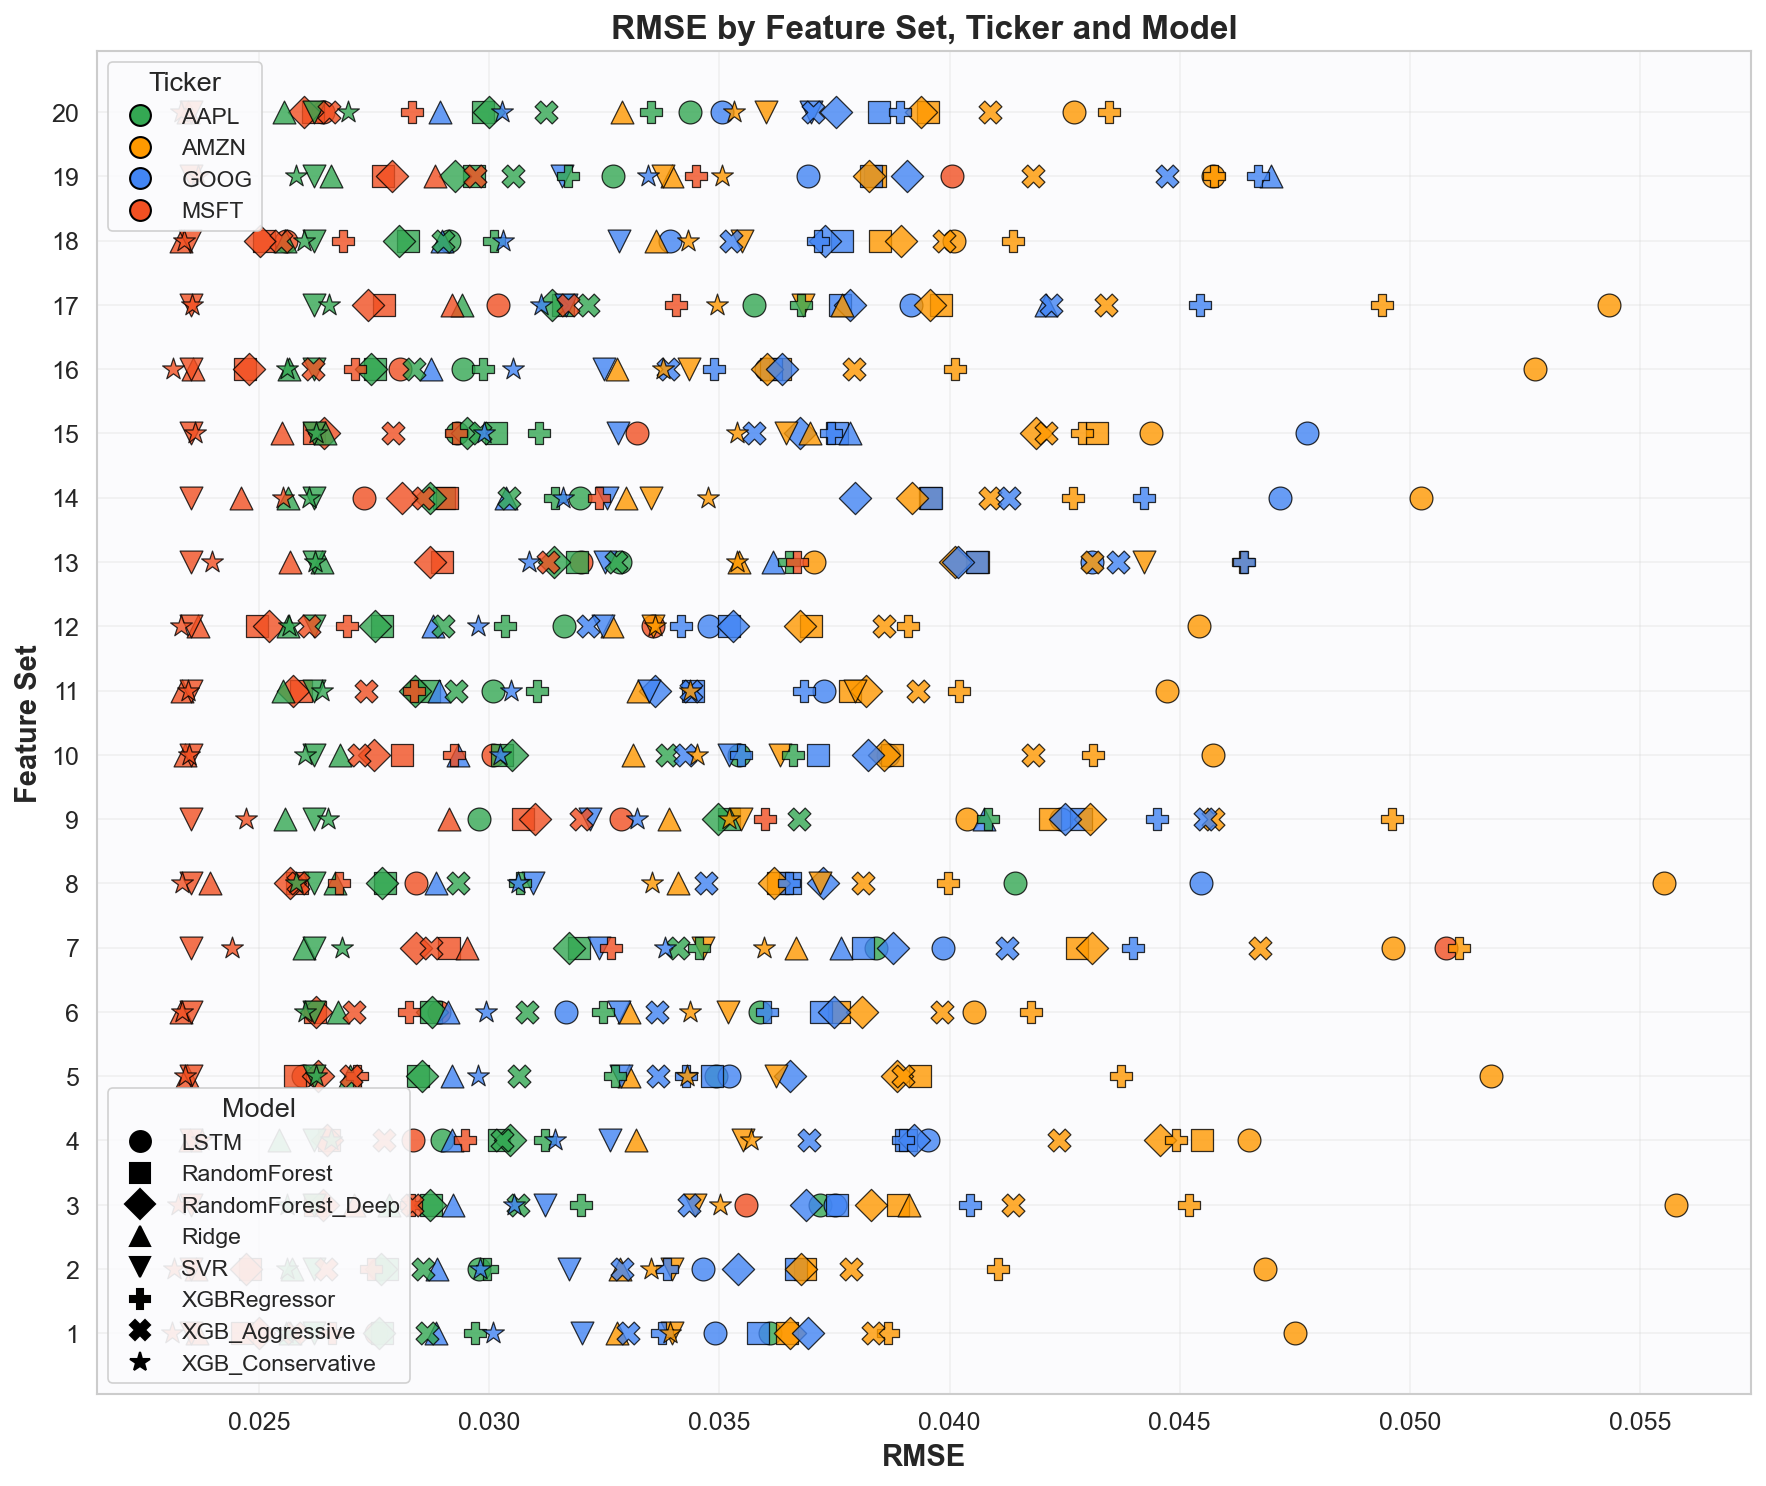 RMSE by Feature Set, Ticker and Model
Ticker
AAPL
AMZN
GOOG
MSFT
Feature Set
20
19
18
17
16
15
14
13
12
11
10
9
8
7
6
5
4
3
2
1
Model
LSTM
RandomForest
RandomForest_Deep
Ridge
SVR
XGBRegressor
XGB_Aggressive
XGB_Conservative
0.025
0.030
0.035
0.040
0.045
0.050
0.055
RMSE